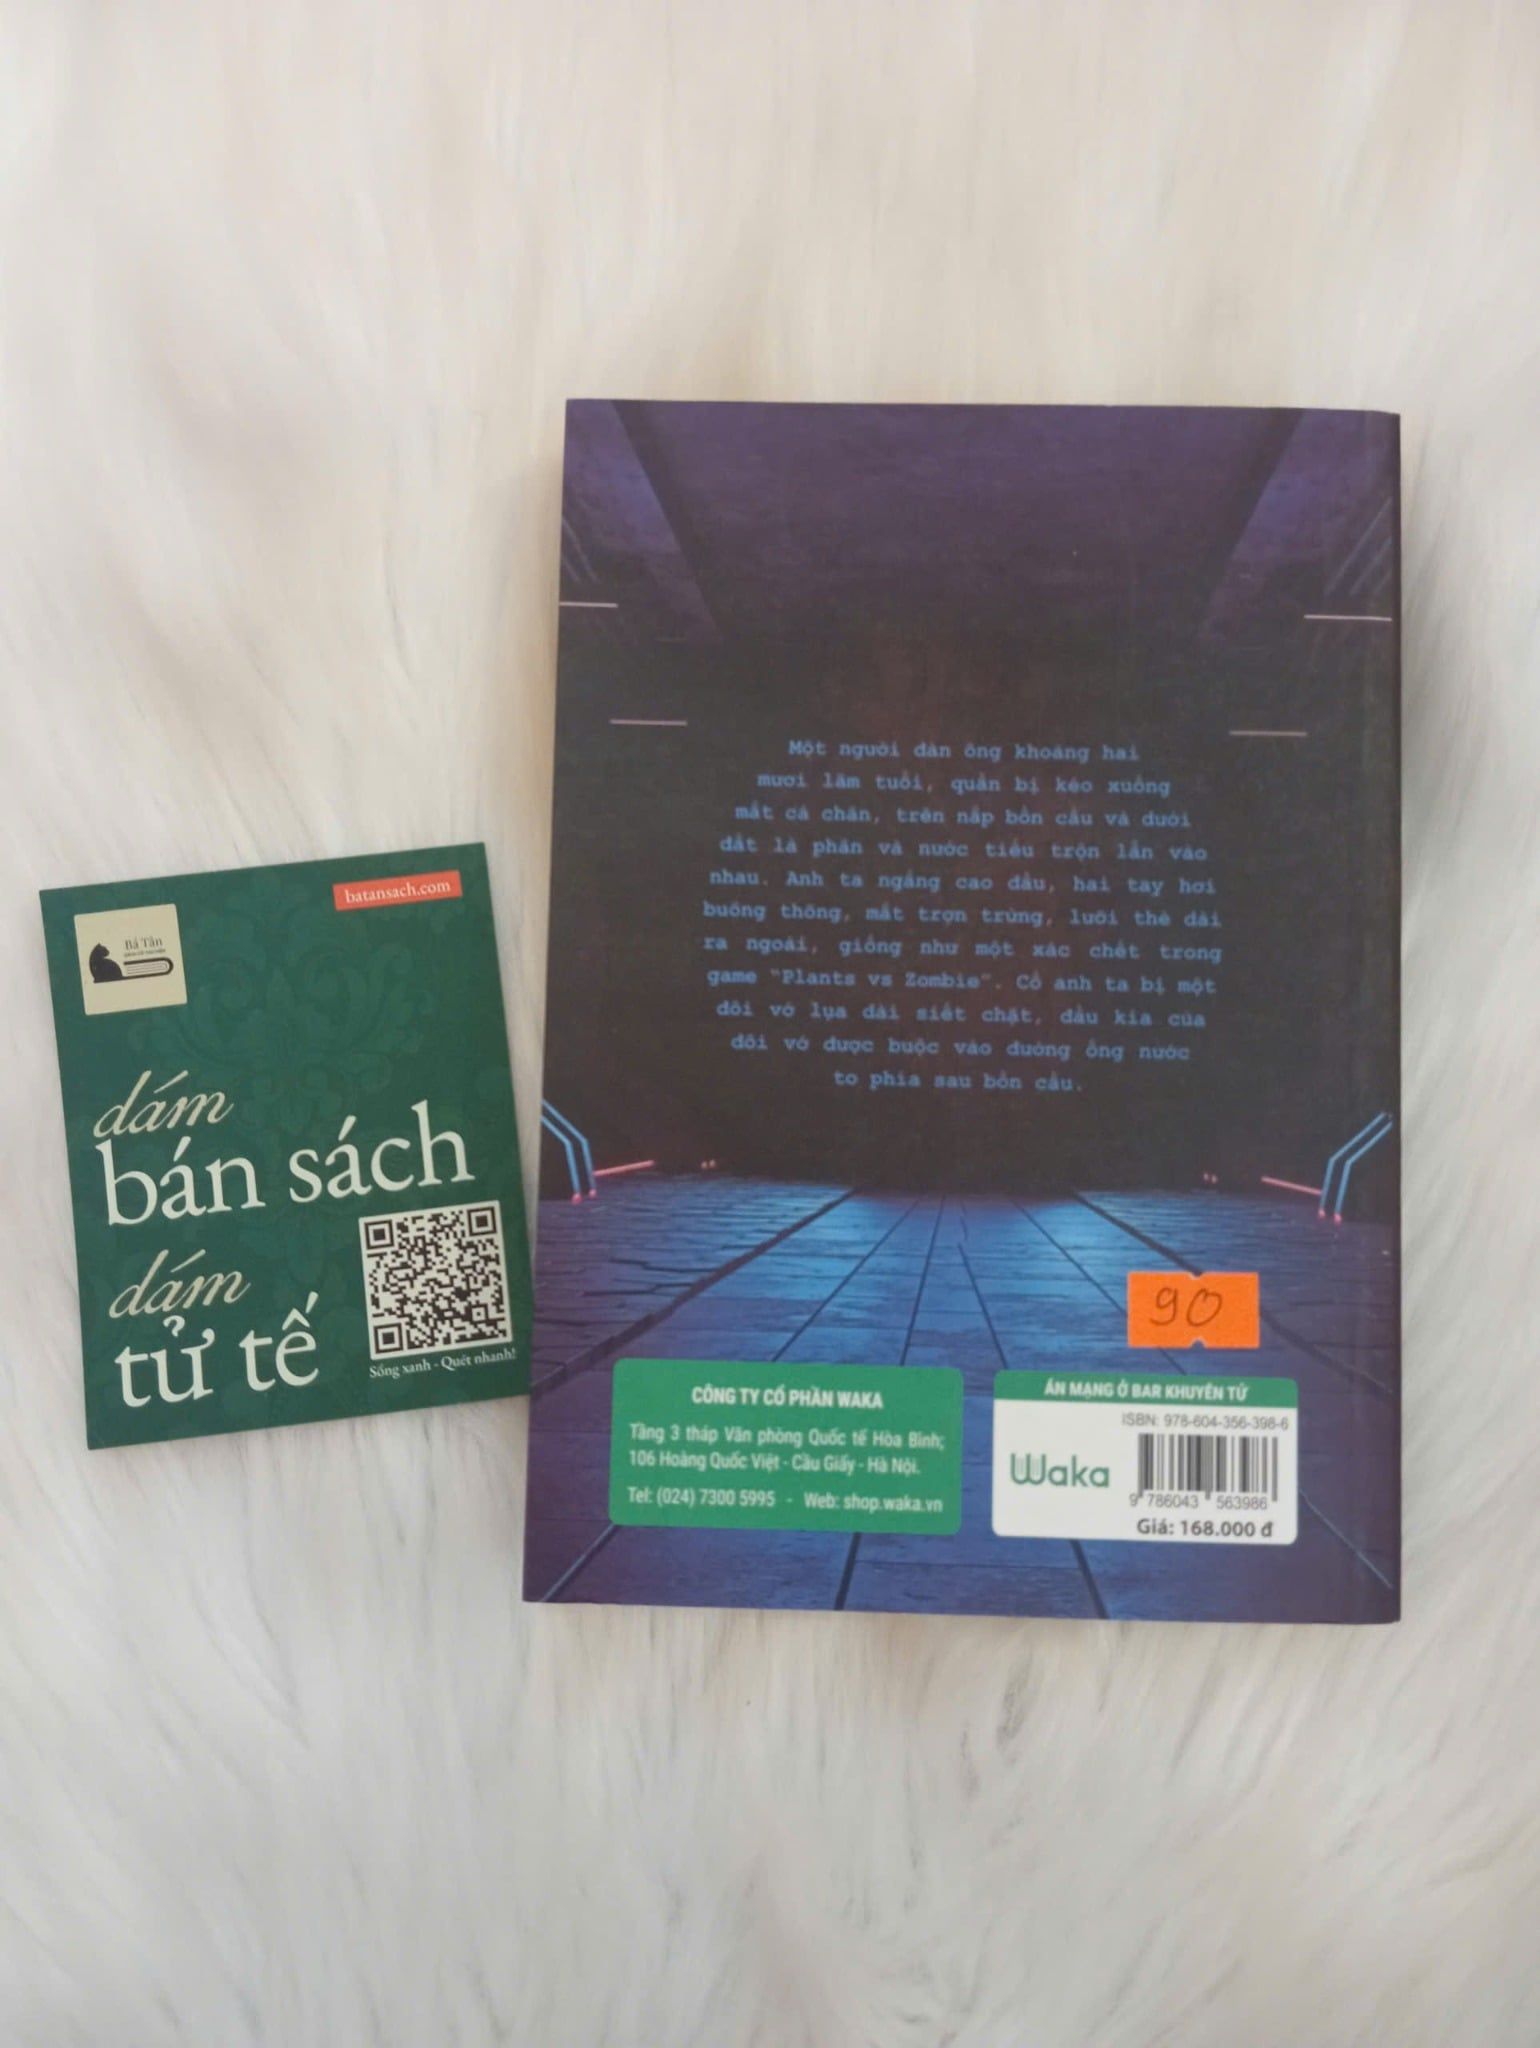 batansach.com
Bá Tân
dám
bán sách
dám
tử tế
Sống xanh - Quét nhanh!
Một người đàn ông khoảng hai
mươi lăm tuổi, quần bị kéo xuống
mắt cá chân, trên nắp bồn cầu và dưới
đất là phân và nước tiểu trộn lẫn vào
nhau. Anh ta ngẩng cao đầu, hai tay hơi
buông thõng, mắt trợn trừng, lưỡi thè dài
ra ngoài, giống như một xác chết trong
game “Plants vs Zombie”. Cổ anh ta bị một
đôi vớ lụa dài siết chặt, đầu kia của
đôi vớ được buộc vào đường ống nước
to phía sau bồn cầu.
90
CÔNG TY CỔ PHẦN WAKA
Tầng 3 tháp Văn phòng Quốc tế Hòa Bình;
106 Hoàng Quốc Việt - Cầu Giấy - Hà Nội.
Tel: (024) 7300 5995 - Web: shop.waka.vn
ÁN MẠNG Ở BAR KHUYỂN TỬ
ISBN: 978-604-356-398-6
Waka
9 786043 563986
Giá: 168.000 đ